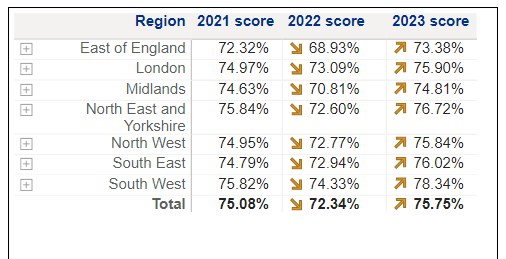 Region 2021 score 2022 score 2023 score
East of England 72.32% 68.93% 73.38%
London 74.97% 73.09% 75.90%
Midlands 74.63% 70.81% 74.81%
North East and 75.84% 72.60% 76.72%
Yorkshire
North West 74.95% 72.77% 75.84%
South East 74.79% 72.94% 76.02%
South West 75.82% 74.33% 78.34%
Total 75.08% 72.34% 75.75%